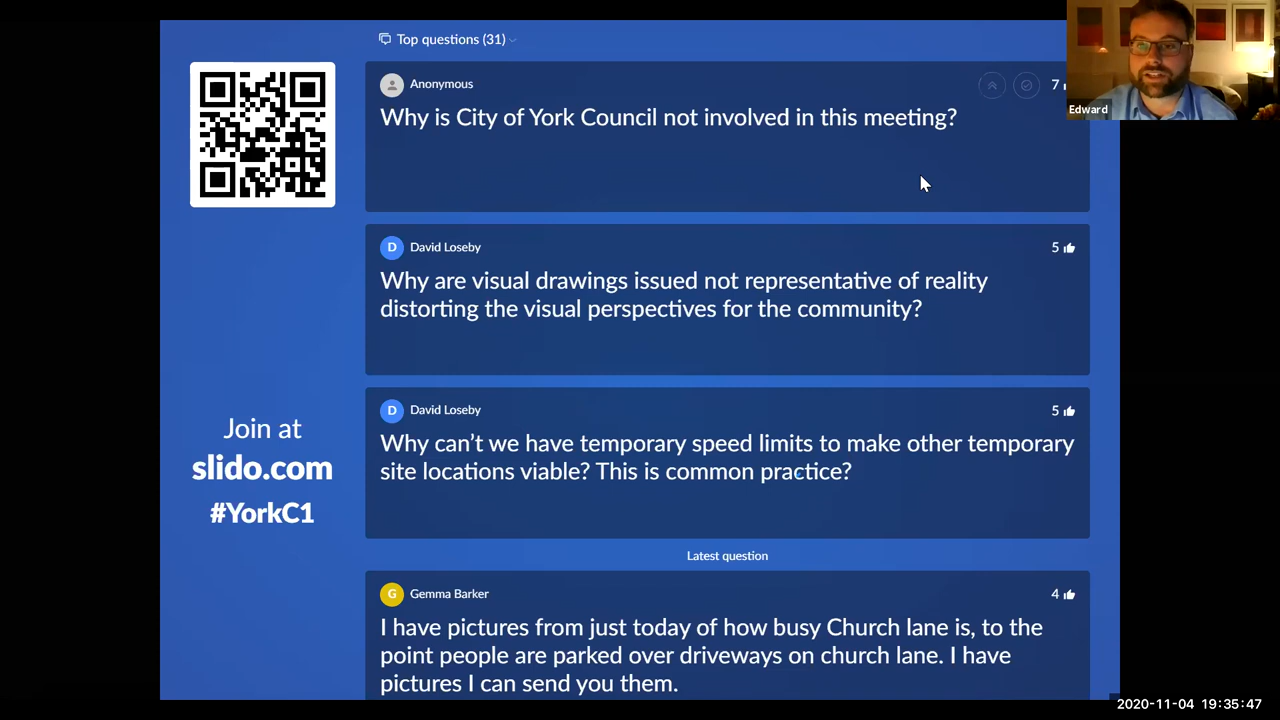 Top questions (31)
Anonymous
7
Why is City of York Council not involved in this meeting?
Edward
David Loseby
5
Why are visual drawings issued not representative of reality
distorting the visual perspectives for the community?
David Loseby
5
D
D
Why can’t we have temporary speed limits to make other temporary
site locations viable? This is common practice?
Join at
slido.com
#YorkC1
Latest question
G
Gemma Barker
4
I have pictures from just today of how busy Church lane is, to the
point people are parked over driveways on church lane. I have
pictures I can send you them.
2020-11-04 19:35:47